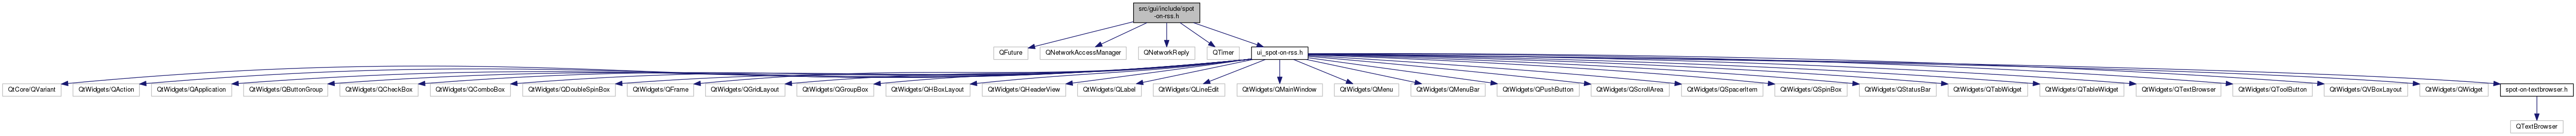 src/gui/include/spot
-on-rss.h
QFuture
QNetworkAccessManager
QNetworkReply
QTimer
ui_spot-on-rss.h
QtCore/QVariant
QtWidgets/QAction
QtWidgets/QApplication
QtWidgets/QButtonGroup
QtWidgets/QCheckBox
QtWidgets/QComboBox
QtWidgets/QDoubleSpinBox
QtWidgets/QFrame
QtWidgets/QGridLayout
QtWidgets/QGroupBox
QtWidgets/QHBoxLayout
QtWidgets/QHeaderView
QtWidgets/QLabel
QtWidgets/QLineEdit
QtWidgets/QMainWindow
QtWidgets/QMenu
QtWidgets/QMenuBar
QtWidgets/QPushButton
QtWidgets/QScrollArea
QtWidgets/QSpacerItem
QtWidgets/QSpinBox
QtWidgets/QStatusBar
QtWidgets/QTabWidget
QtWidgets/QTableWidget
QtWidgets/QTextBrowser
QtWidgets/QToolButton
QtWidgets/QVBoxLayout
QtWidgets/QWidget
spot-on-textbrowser.h
QTextBrowser